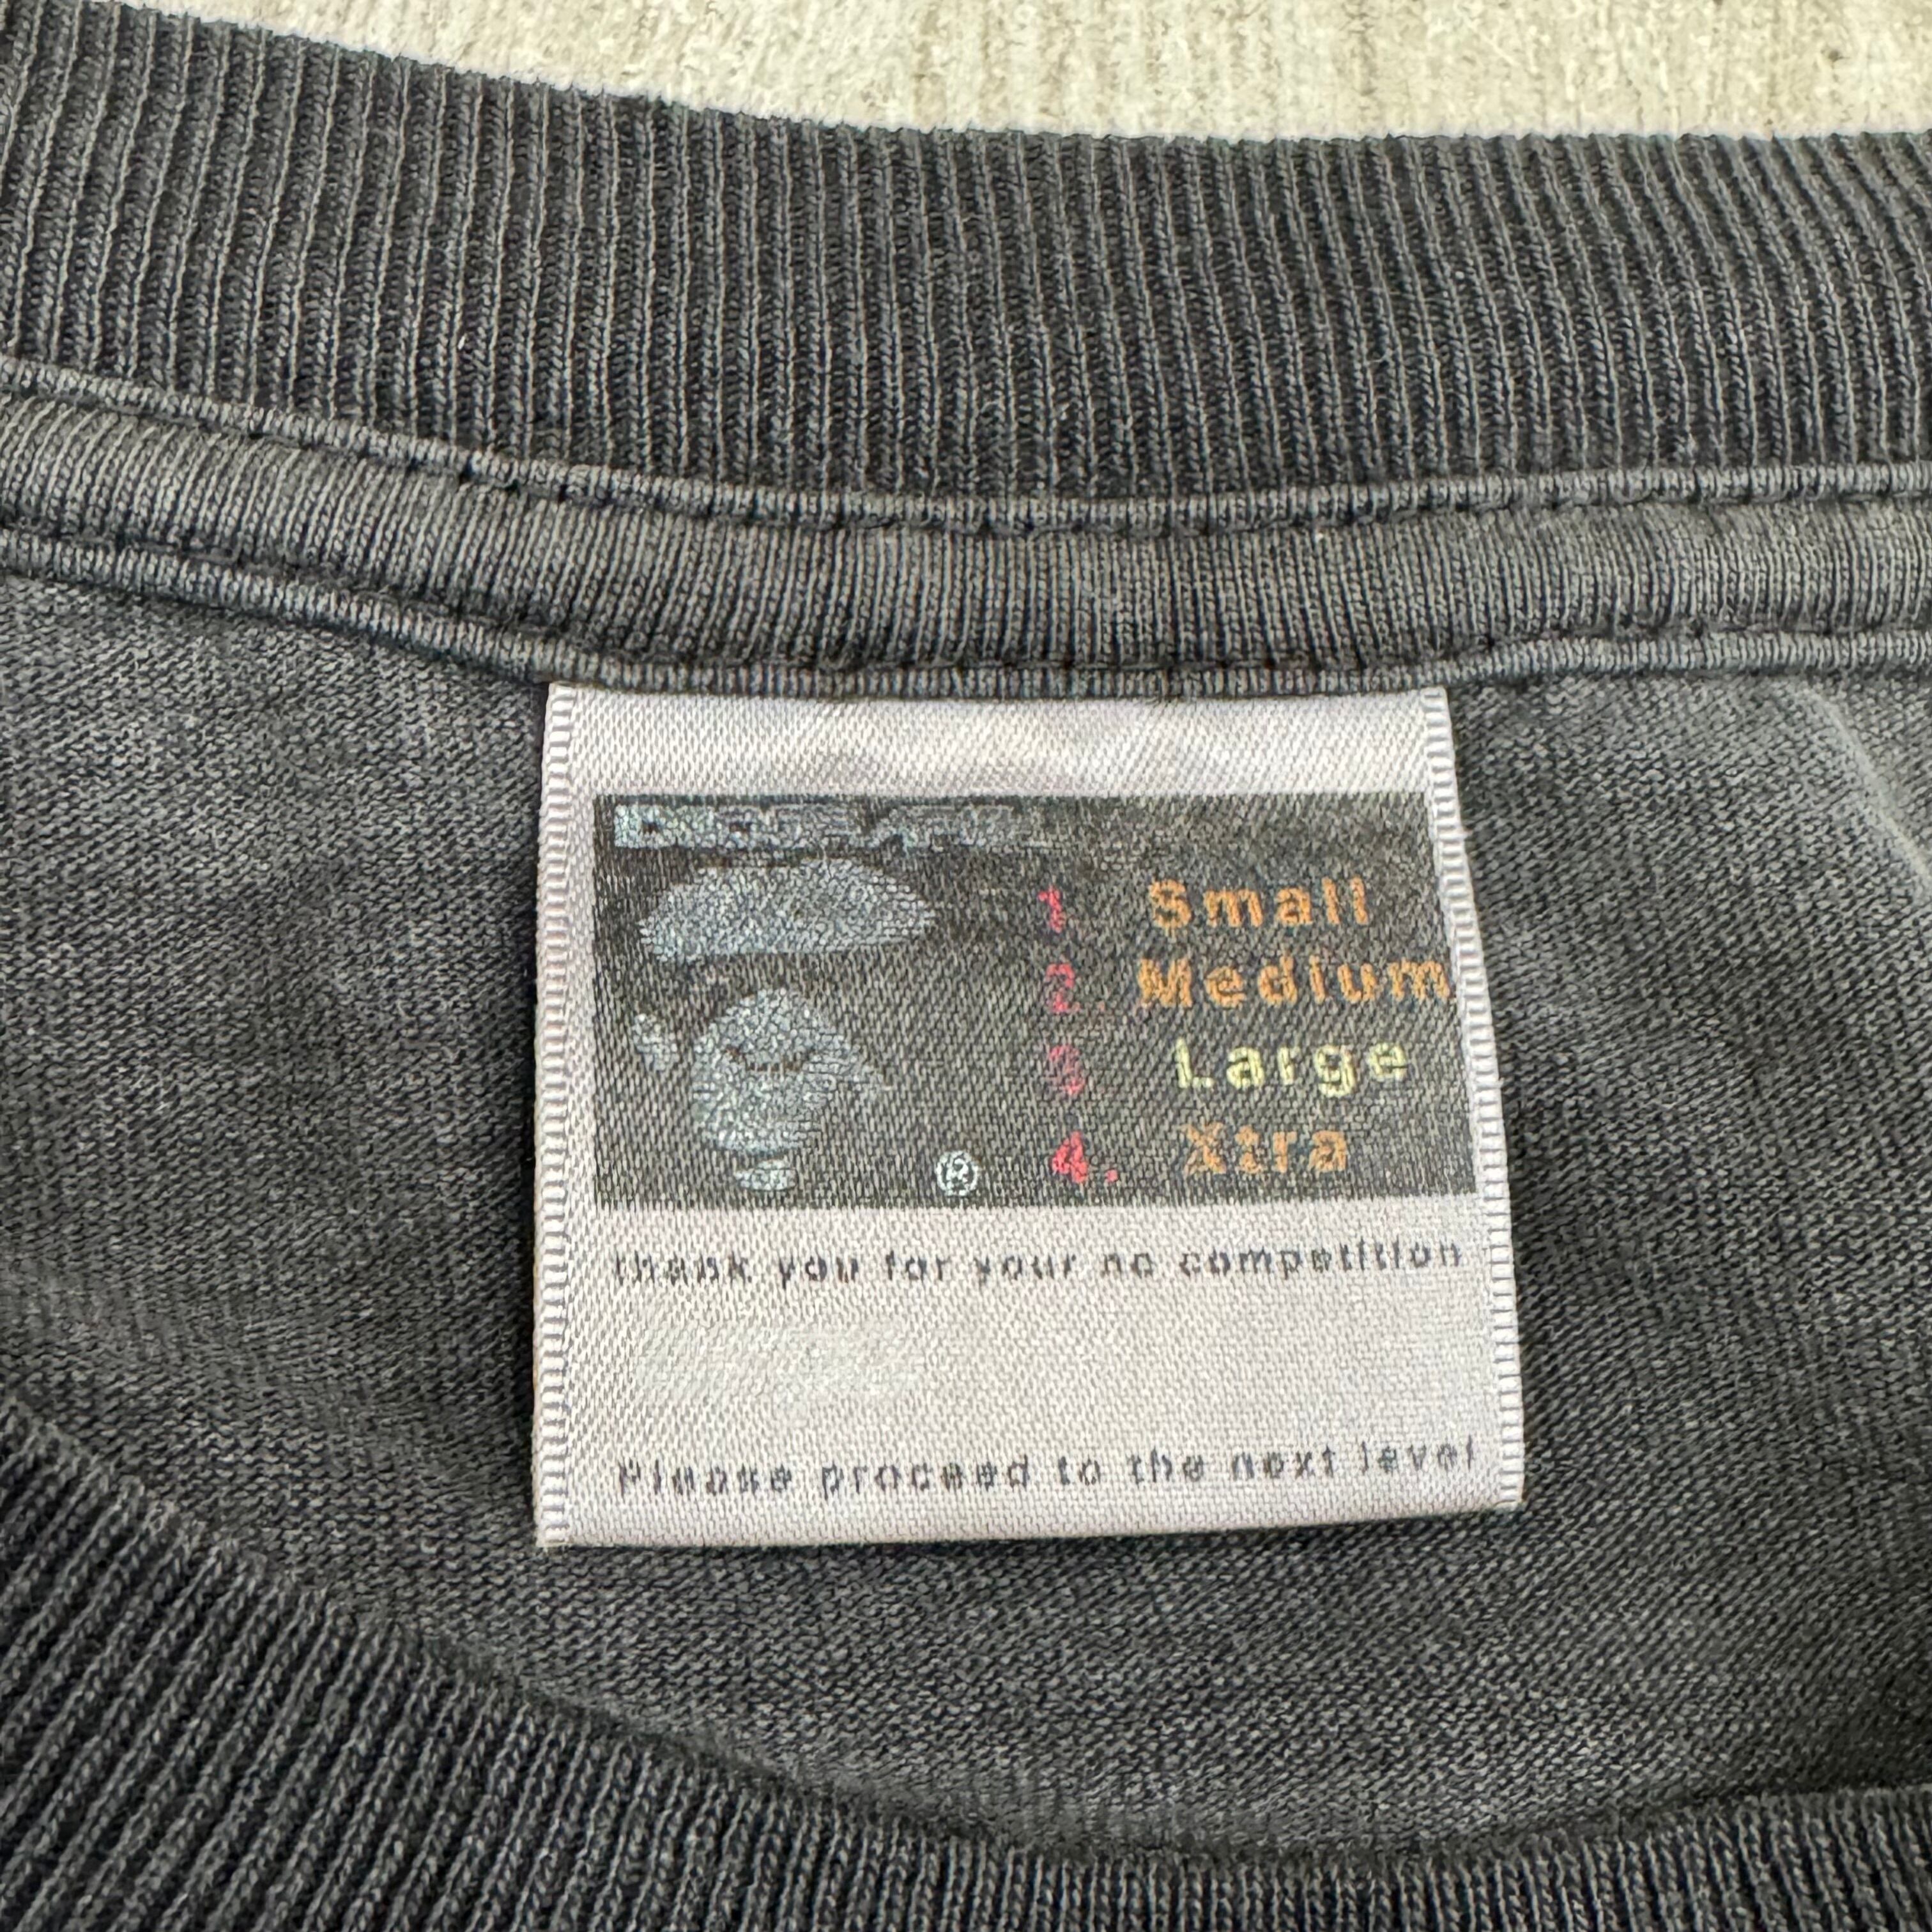 1 Small
2. Medium
3 Large
4. Xtra
®
thank you for your no competition
Please proceed to the next level